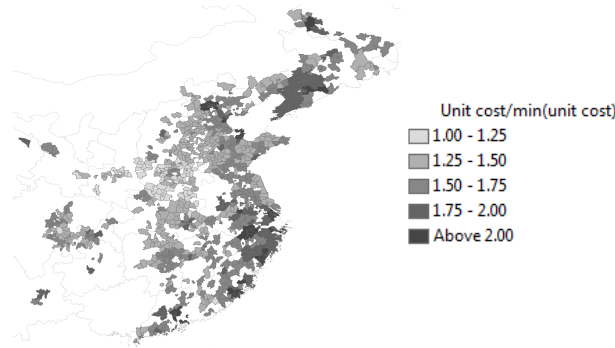 Unit cost/min(unit cost)
1.00 - 1.25
1.25 - 1.50
1.50 - 1.75
1.75 - 2.00
Above 2.00